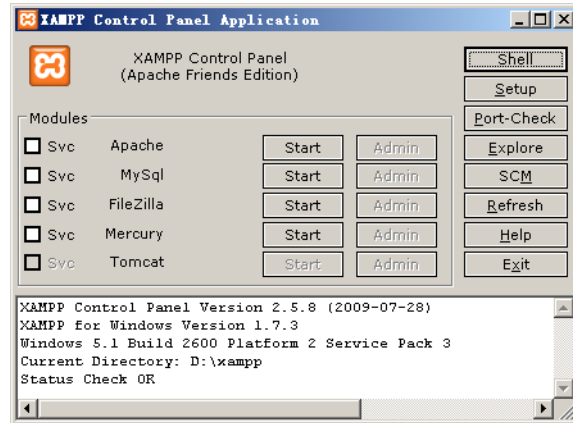 XAMPP Control Panel Application
XAMPP Control Panel
(Apache Friends Edition)
Shell
Setup
Port-Check
Explore
SCM
Refresh
Help
Exit
Modules
Svc Apache Start Admin
Svc MySql Start Admin
Svc FileZilla Start Admin
Svc Mercury Start Admin
Svc Tomcat Start Admin
XAMPP Control Panel Version 2.5.8 (2009-07-28)
XAMPP for Windows Version 1.7.3
Windows 5.1 Build 2600 Platform 2 Service Pack 3
Current Directory: D:\xampp
Status Check OK